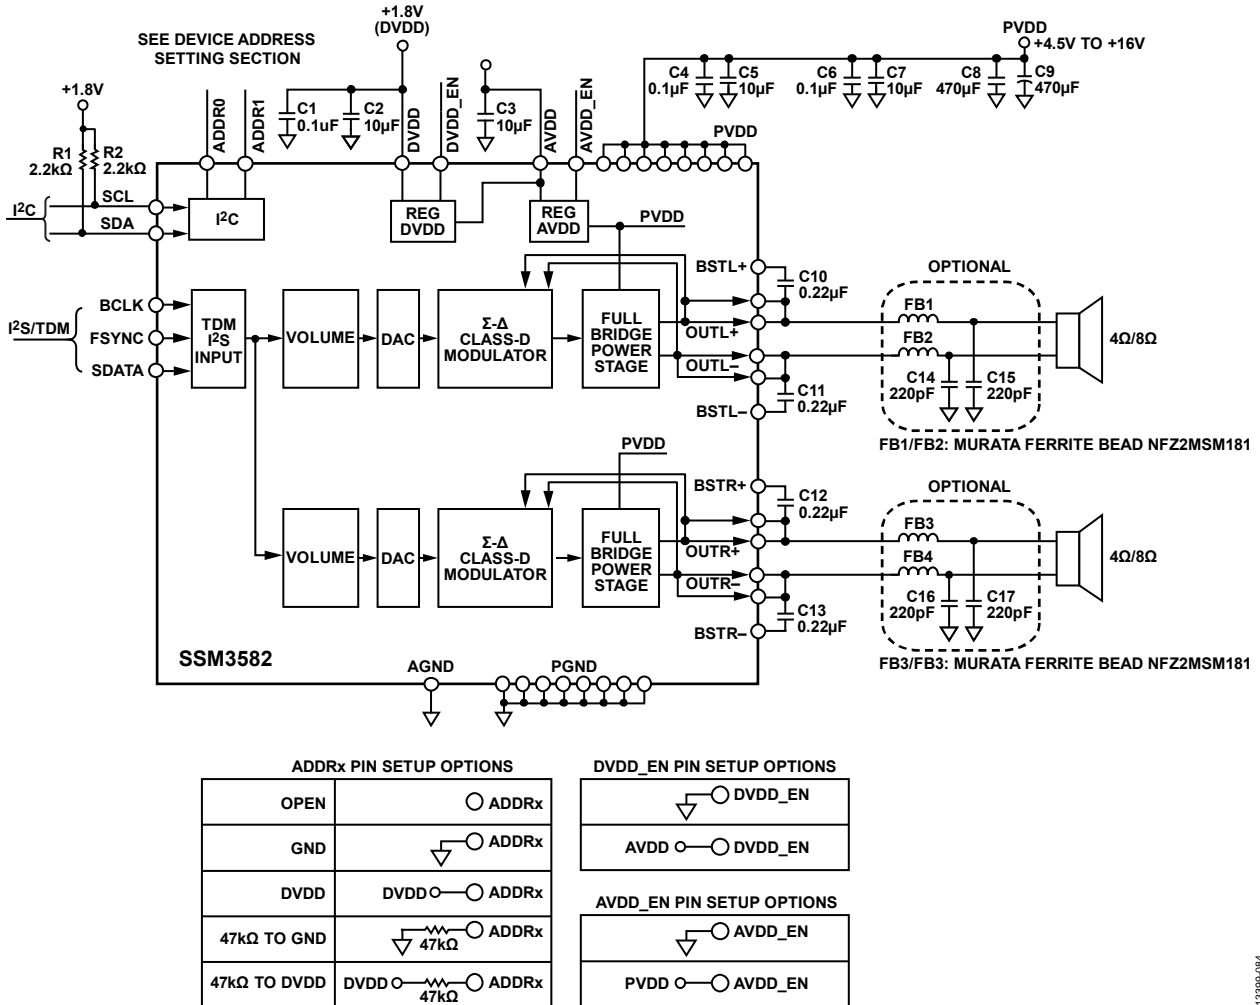 +1.8V
(DVDD)
SEE DEVICE ADDRESS
SETTING SECTION
PVDD
+4.5V TO +16V
+1.8V
R1
2.2kΩ
R2
2.2kΩ
ADDR0
ADDR1
C1
0.1uF
C2
10µF
DVDD
DVDD_EN
C3
10µF
AVDD
AVDD_EN
C4
0.1µF
C5
10µF
C6
0.1µF
C7
10µF
C8
470µF
C9
470µF
PVDD
I²C
SCL
SDA
I²C
REG
DVDD
REG
AVDD
PVDD
I²S/TDM
BCLK
FSYNC
SDATA
TDM
I²S
INPUT
VOLUME
DAC
Σ-Δ
CLASS-D
MODULATOR
FULL
BRIDGE
POWER
STAGE
BSTL+
OUTL+
OUTL–
BSTL–
C10
0.22µF
C11
0.22µF
OPTIONAL
FB1
FB2
C14
220pF
C15
220pF
4Ω/8Ω
FB1/FB2: MURATA FERRITE BEAD NFZ2MSM181
PVDD
VOLUME
DAC
Σ-Δ
CLASS-D
MODULATOR
FULL
BRIDGE
POWER
STAGE
BSTR+
OUTR+
OUTR–
BSTR–
C12
0.22µF
C13
0.22µF
OPTIONAL
FB3
FB4
C16
220pF
C17
220pF
4Ω/8Ω
FB3/FB3: MURATA FERRITE BEAD NFZ2MSM181
SSM3582
AGND
PGND
ADDRx PIN SETUP OPTIONS
OPEN ADDRx
GND ADDRx
DVDD DVDD ADDRx
47kΩ TO GND 47kΩ ADDRx
47kΩ TO DVDD DVDD 47kΩ ADDRx
DVDD_EN PIN SETUP OPTIONS
DVDD_EN
AVDD DVDD_EN
AVDD_EN PIN SETUP OPTIONS
AVDD_EN
PVDD AVDD_EN
13399-084